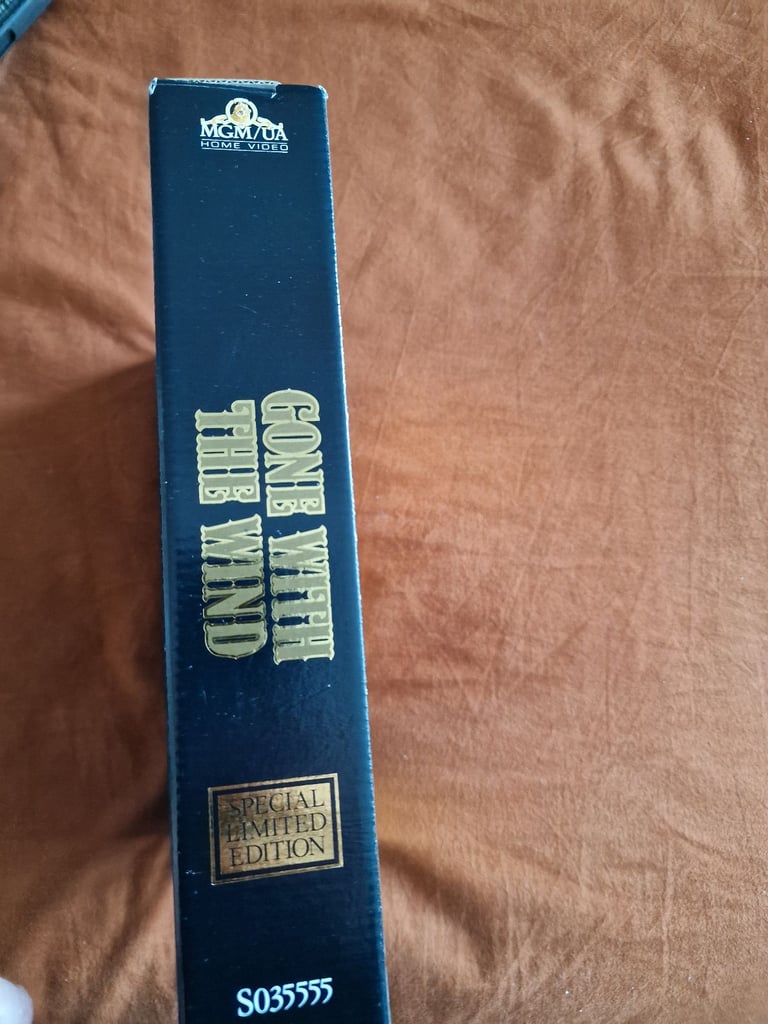 MGM/UA
HOME VIDEO
GONE WITH
THE WIND
SPECIAL
LIMITED
EDITION
S035555